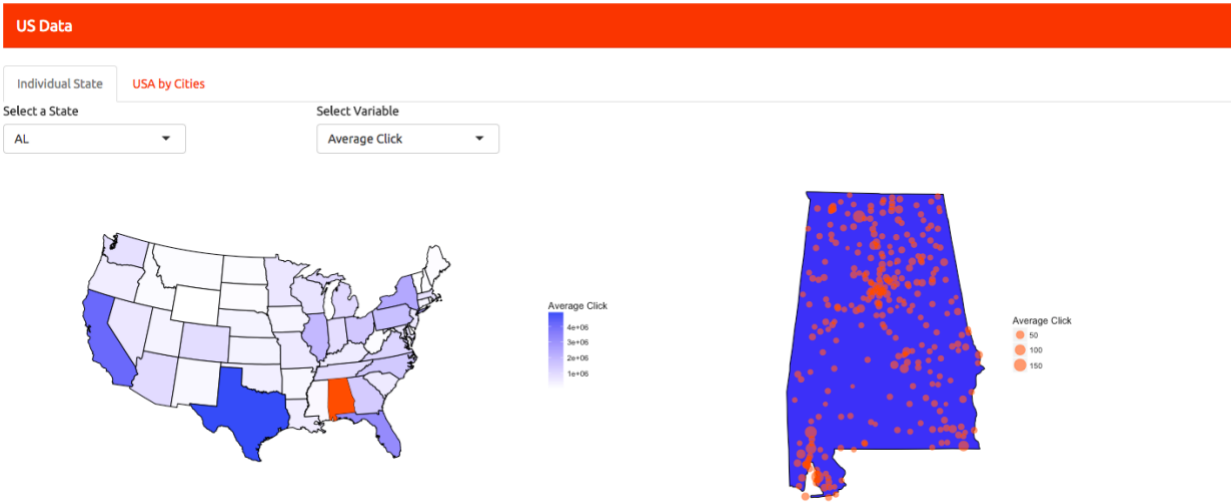 US Data
Individual State
USA by Cities
Select a State
Select Variable
AL
Average Click
Average Click
4e+06
3e+06
2e+06
1e+06
Average Click
50
100
150